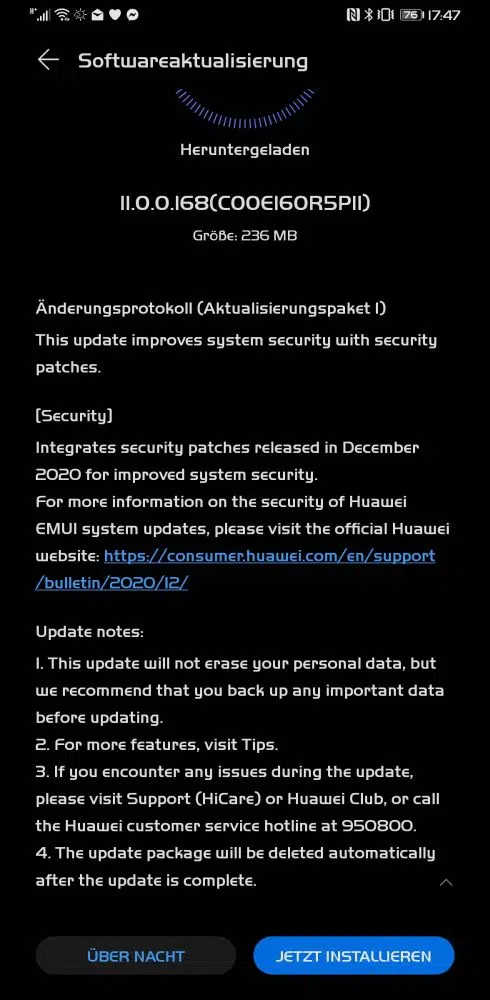 H+ 76 17:47
Softwareaktualisierung
Heruntergeladen
11.0.0.168(C00E160R5P11)
Größe: 236 MB
Änderungsprotokoll (Aktualisierungspaket 1)
This update improves system security with security
patches.
[Security]
Integrates security patches released in December
2020 for improved system security.
For more information on the security of Huawei
EMUI system updates, please visit the official Huawei
website: https://consumer.huawei.com/en/support
/bulletin/2020/12/
Update notes:
1. This update will not erase your personal data, but
we recommend that you back up any important data
before updating.
2. For more features, visit Tips.
3. If you encounter any issues during the update,
please visit Support (HiCare) or Huawei Club, or call
the Huawei customer service hotline at 950800.
4. The update package will be deleted automatically
after the update is complete.
ÜBER NACHT JETZT INSTALLIEREN